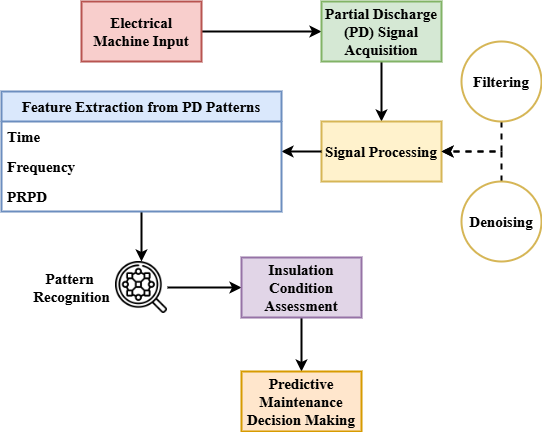 Electrical
Machine Input
Partial Discharge
(PD) Signal
Acquisition
Filtering
Feature Extraction from PD Patterns
Time
Frequency
PRPD
Signal Processing
Denoising
Pattern
Recognition
Insulation
Condition
Assessment
Predictive
Maintenance
Decision Making